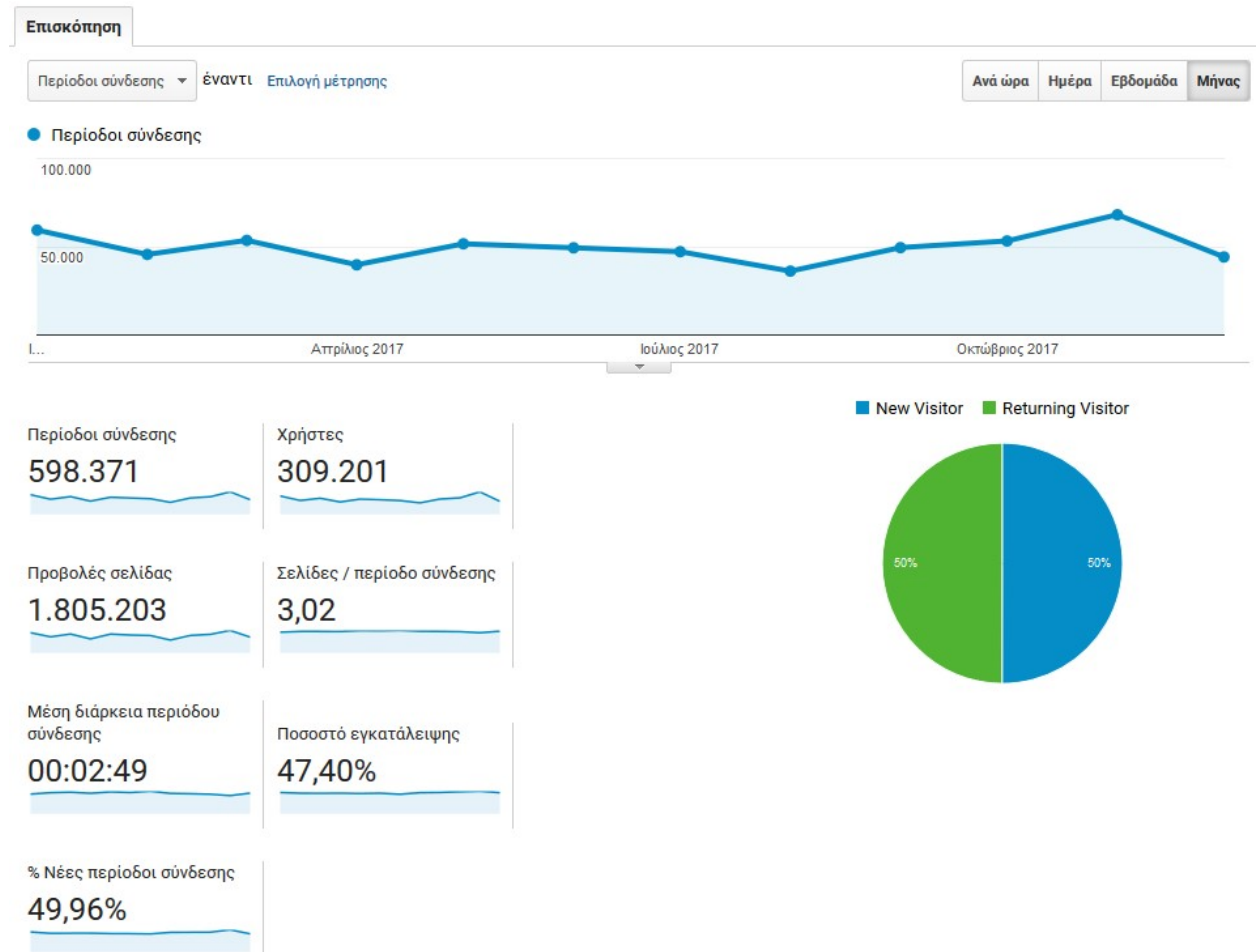 Επισκόπηση
Περίοδοι σύνδεσης έναντι Επιλογή μέτρησης Ανά ώρα Ημέρα Εβδομάδα Μήνας
Περίοδοι σύνδεσης
100.000
50.000
Ι... Απρίλιος 2017 Ιούλιος 2017 Οκτώβριος 2017
New Visitor Returning Visitor
Περίοδοι σύνδεσης
598.371
Χρήστες
309.201
Προβολές σελίδας
1.805.203
Σελίδες / περίοδο σύνδεσης
3,02
Μέση διάρκεια περιόδου
σύνδεσης
00:02:49
Ποσοστό εγκατάλειψης
47,40%
% Νέες περίοδοι σύνδεσης
49,96%
50% 50%